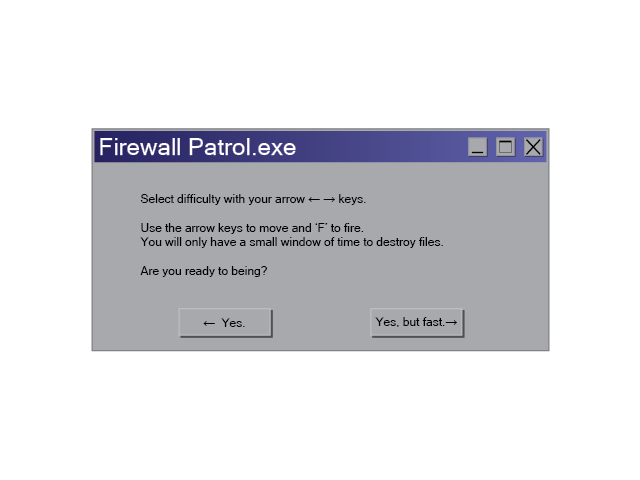 Firewall Patrol.exe
Select difficulty with your arrow ← → keys.
Use the arrow keys to move and ‘F’ to fire.
You will only have a small window of time to destroy files.
Are you ready to being?
← Yes.
Yes, but fast.→